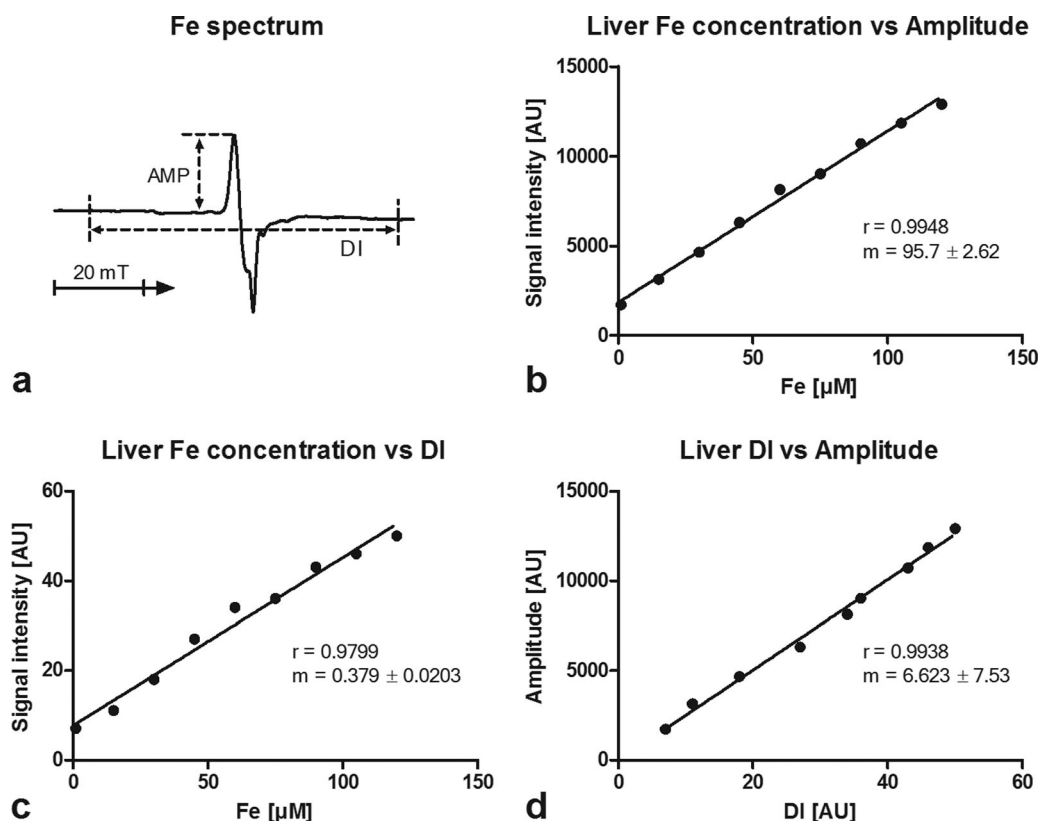 Fe spectrum
AMP
DI
20 mT
a
Liver Fe concentration vs Amplitude
15000
10000
5000
0
Signal intensity [AU]
r = 0.9948
m = 95.7 ± 2.62
0 50 100 150
Fe [µM]
b
Liver Fe concentration vs DI
60
40
20
0
Signal intensity [AU]
r = 0.9799
m = 0.379 ± 0.0203
0 50 100 150
Fe [µM]
c
Liver DI vs Amplitude
15000
10000
5000
0
Amplitude [AU]
r = 0.9938
m = 6.623 ± 7.53
0 20 40 60
DI [AU]
d